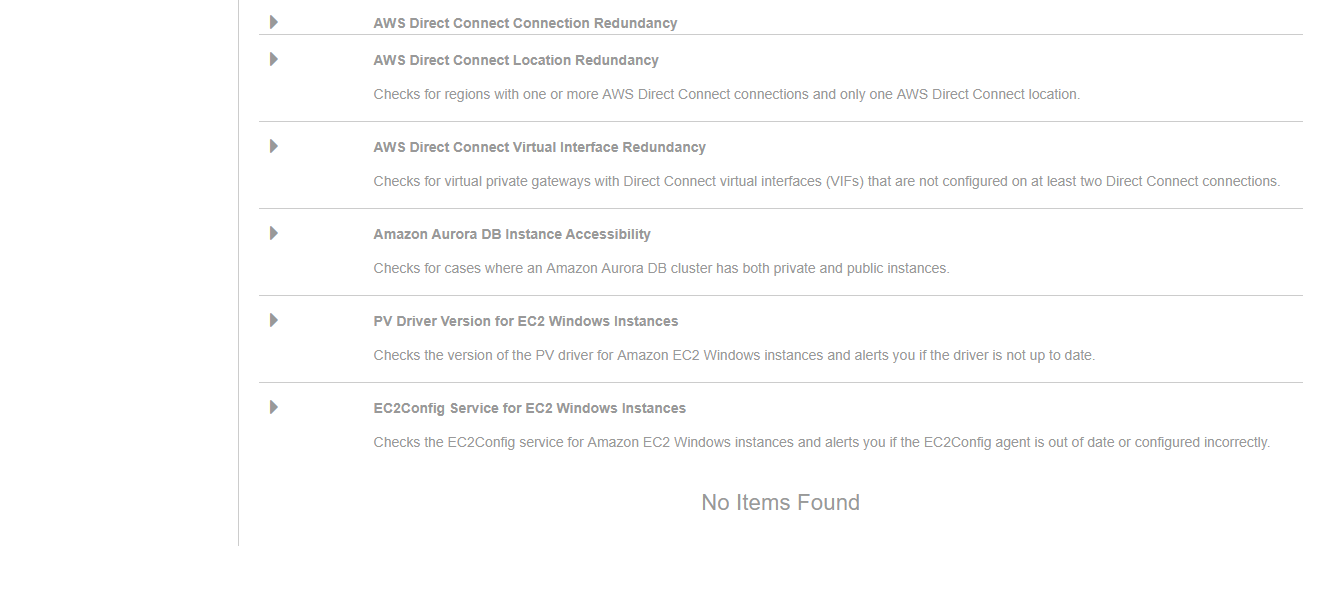 AWS Direct Connect Connection Redundancy
AWS Direct Connect Location Redundancy
Checks for regions with one or more AWS Direct Connect connections and only one AWS Direct Connect location.
AWS Direct Connect Virtual Interface Redundancy
Checks for virtual private gateways with Direct Connect virtual interfaces (VIFs) that are not configured on at least two Direct Connect connections.
Amazon Aurora DB Instance Accessibility
Checks for cases where an Amazon Aurora DB cluster has both private and public instances.
PV Driver Version for EC2 Windows Instances
Checks the version of the PV driver for Amazon EC2 Windows instances and alerts you if the driver is not up to date.
EC2Config Service for EC2 Windows Instances
Checks the EC2Config service for Amazon EC2 Windows instances and alerts you if the EC2Config agent is out of date or configured incorrectly.
No Items Found